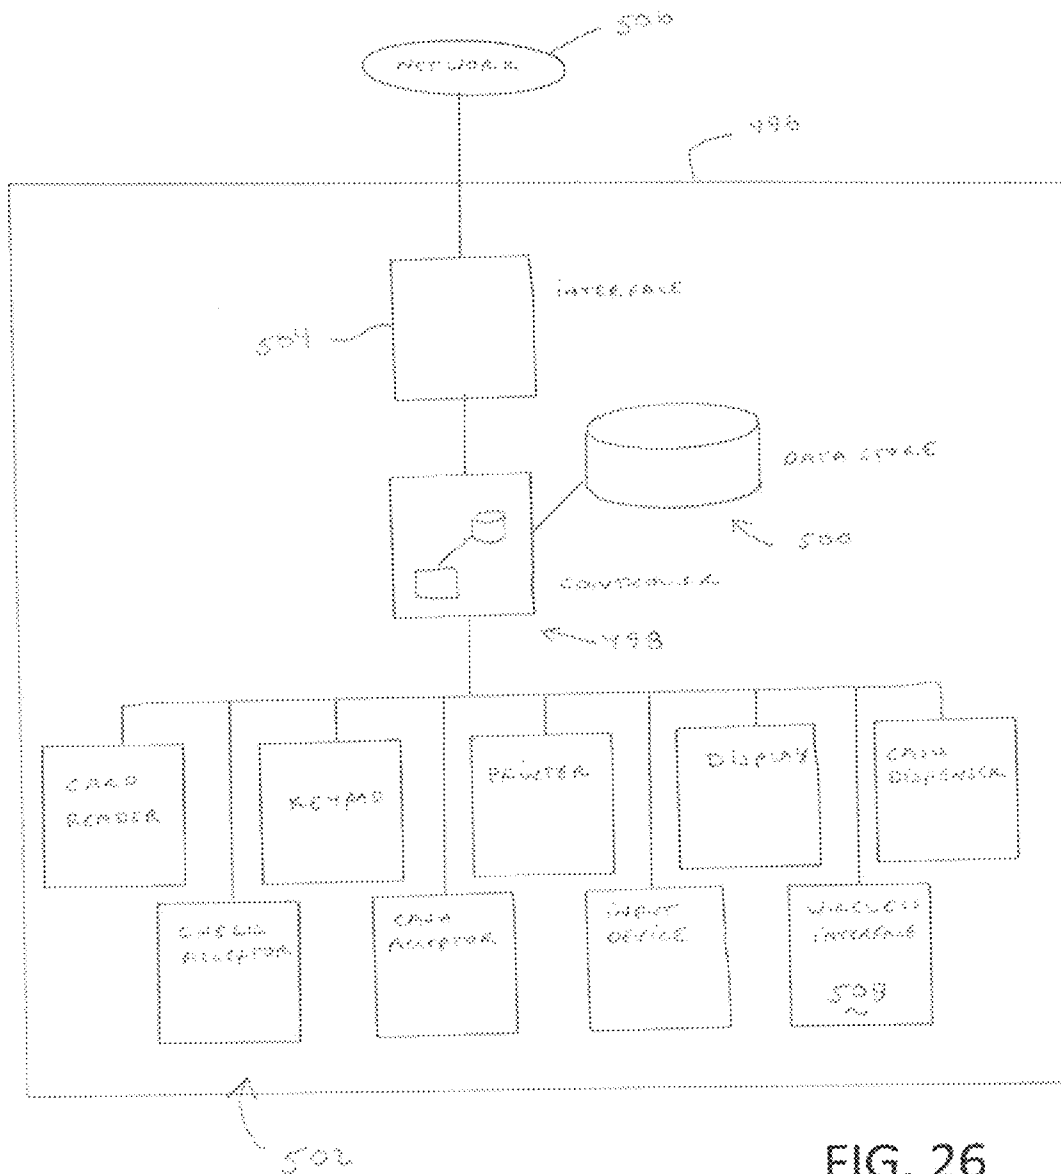 506
NETWORK
496
INTERFACE
504
DATA STORE
500
CONTROLLER
498
CARD
READER
KEYPAD
PRINTER
DISPLAY
CASH
DISPENSER
CHECK
ACCEPTOR
CASH
ACCEPTOR
INPUT
DEVICE
WIRELESS
INTERFACE
508
502
FIG. 26